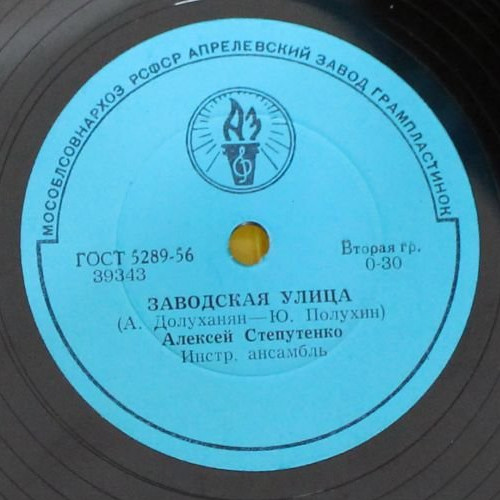 МОСОБЛСОВНАРХОЗ РСФСР АПРЕЛЕВСКИЙ ЗАВОД ГРАМПЛАСТИНОК
АЗ
ГОСТ 5289-56
39343
Вторая гр.
0-30
ЗАВОДСКАЯ УЛИЦА
(А. Долуханян—Ю. Полухин)
Алексей Степутенко
Инстр. ансамбль